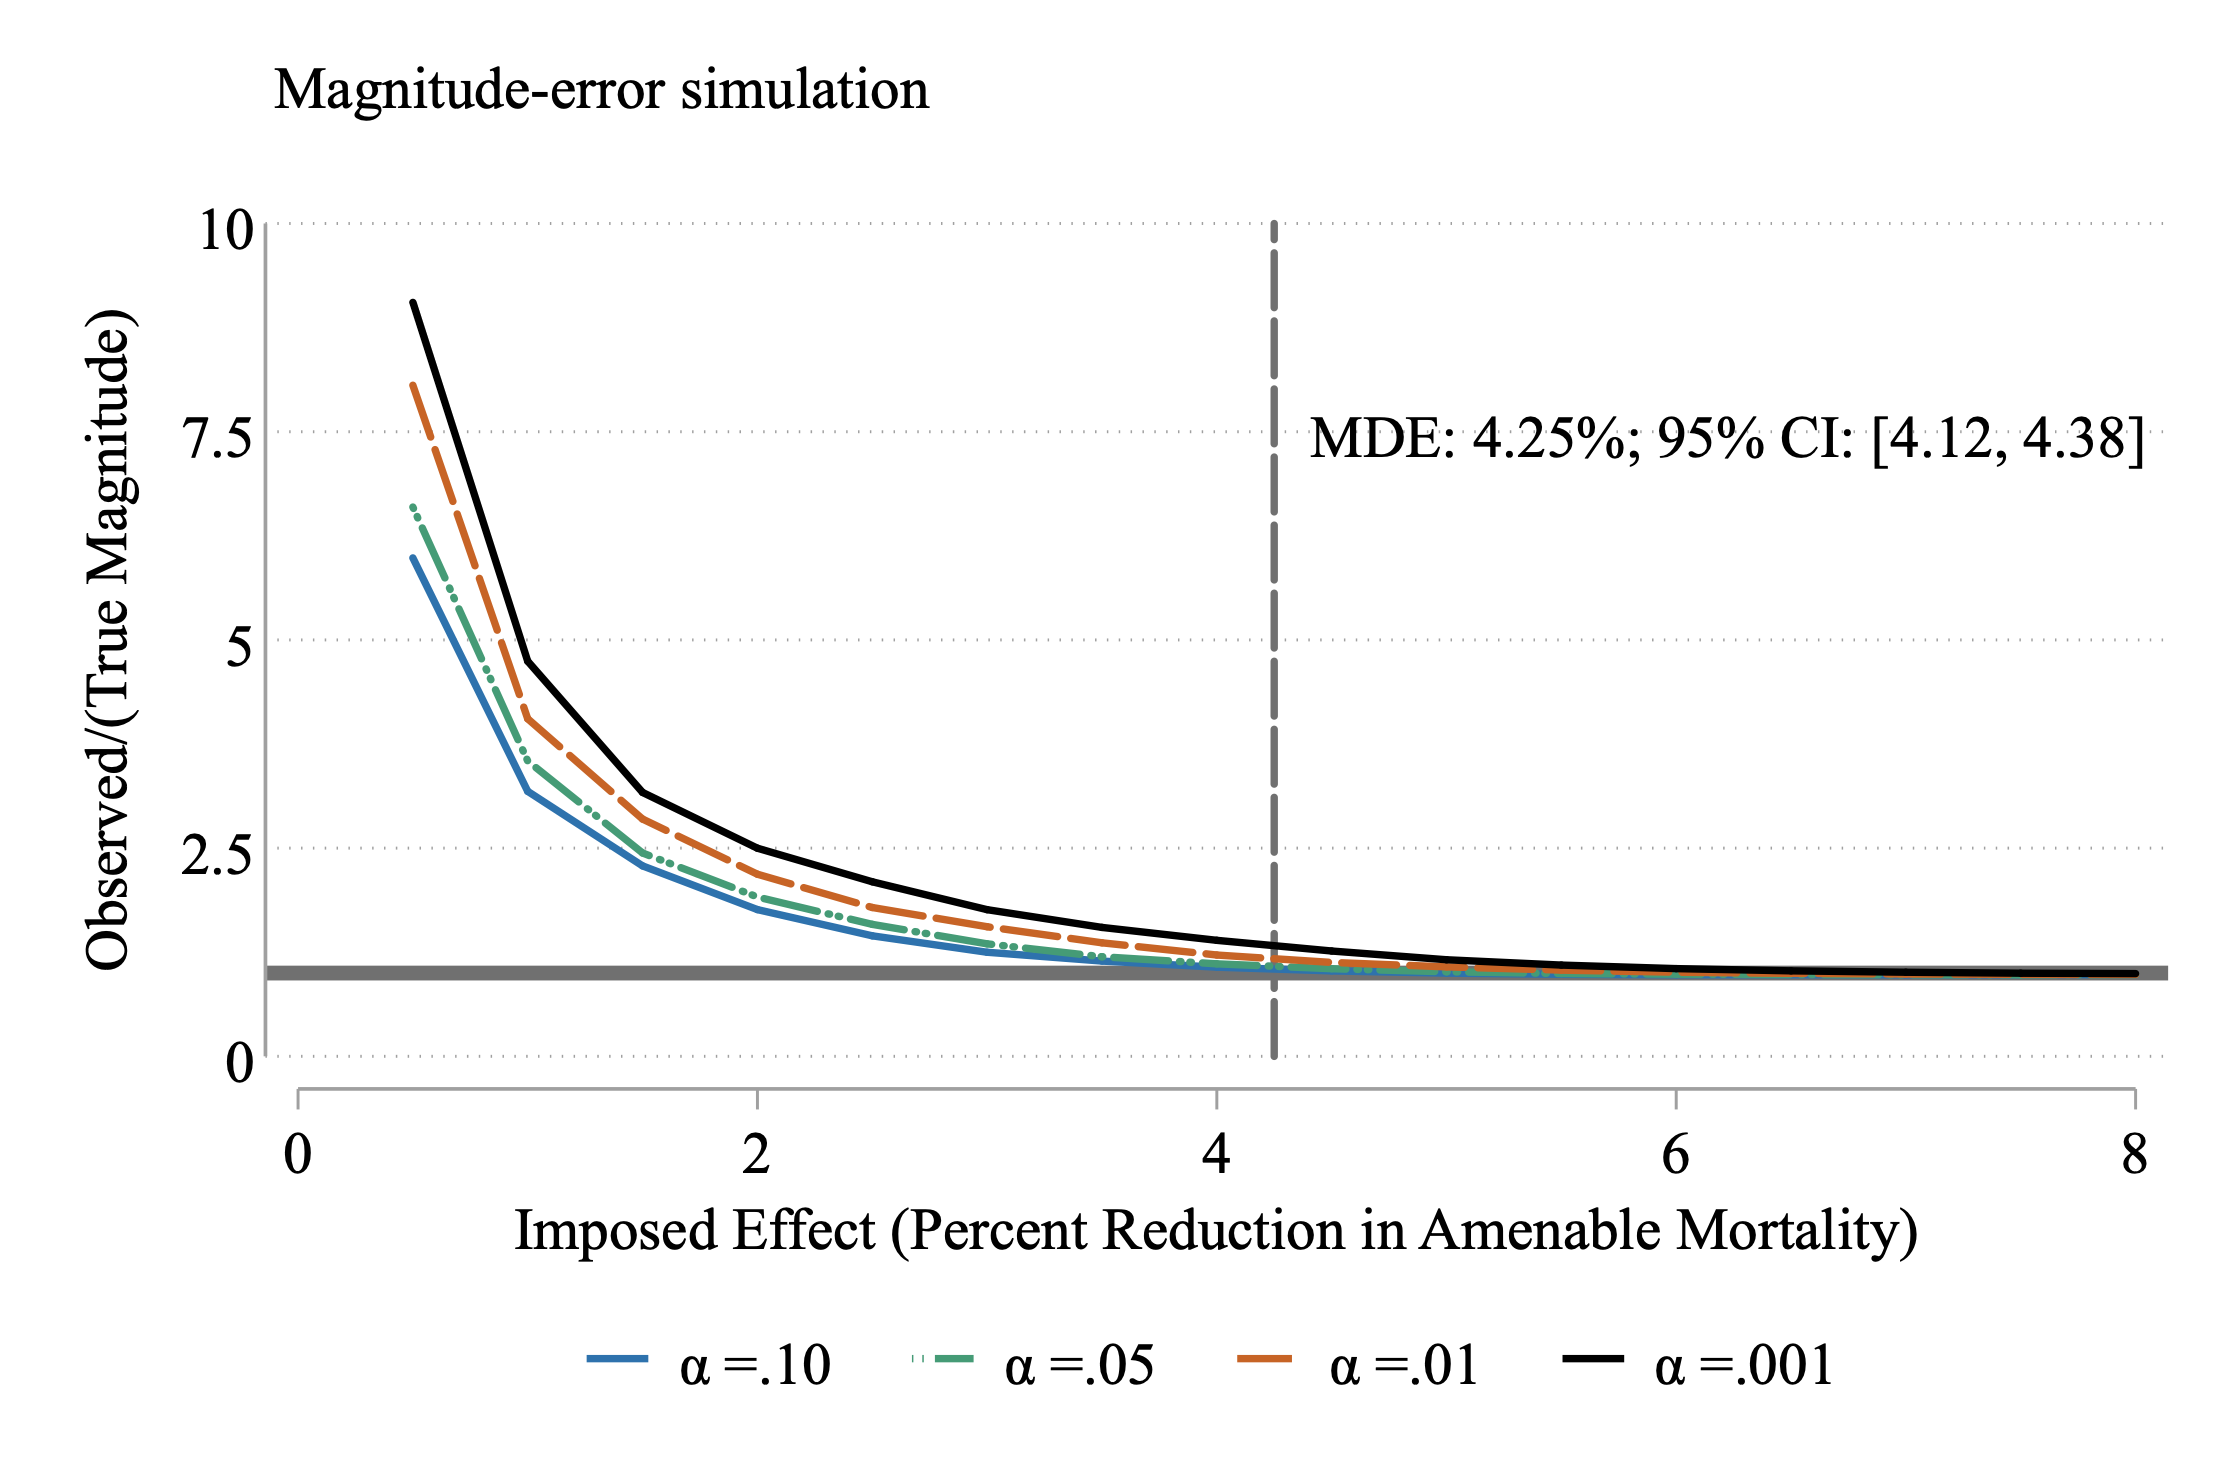 Magnitude-error simulation
Observed/(True Magnitude)
10
7.5
5
2.5
0
MDE: 4.25%; 95% CI: [4.12, 4.38]
0 2 4 6 8
Imposed Effect (Percent Reduction in Amenable Mortality)
α =.10 α =.05 α =.01 α =.001